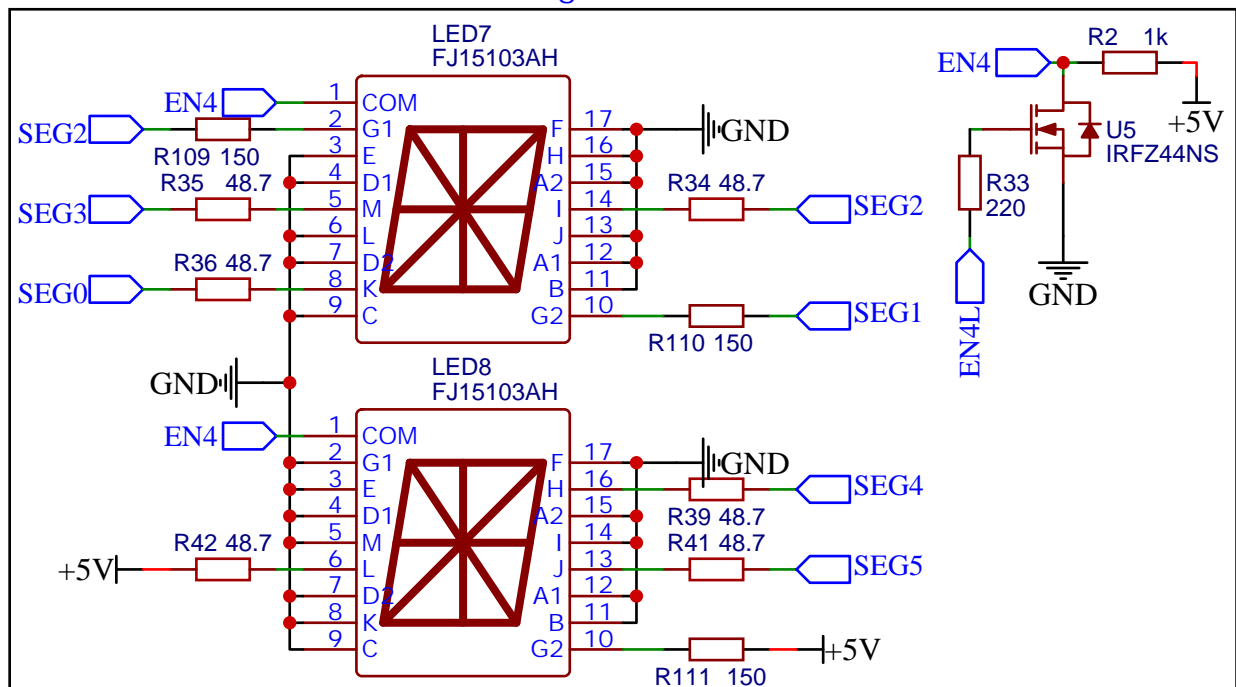 LED7
FJ15103AH
EN4
1
COM
SEG2
2
G1
R109 150
3
E
4
D1
R35 48.7
SEG3
5
M
6
L
7
D2
R36 48.7
SEG0
8
K
9
C
F
17
GND
H
16
A2
15
R34 48.7
I
14
SEG2
J
13
A1
12
B
11
G2
10
SEG1
R110 150
GND
LED8
FJ15103AH
EN4
1
COM
2
G1
3
E
4
D1
5
M
R42 48.7
+5V
6
L
7
D2
8
K
9
C
F
17
GND
H
16
SEG4
A2
15
R39 48.7
I
14
R41 48.7
J
13
SEG5
A1
12
B
11
G2
10
+5V
R111 150
R2 1k
EN4
+5V
U5
IRFZ44NS
R33
220
GND
EN4L